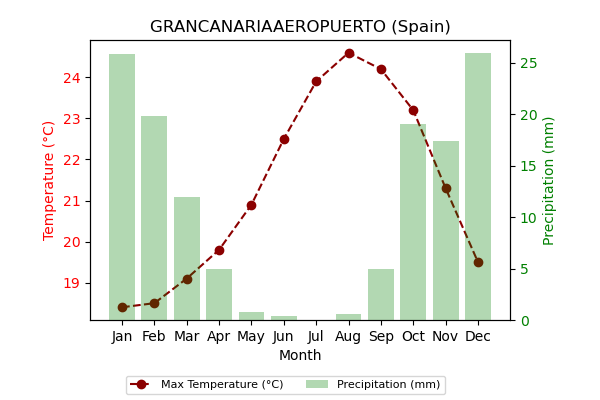 GRANCANARIAAEROPUERTO (Spain)
Temperature (°C)
24
23
22
21
20
19
25
20
15
10
5
0
Precipitation (mm)
Jan Feb Mar Apr May Jun Jul Aug Sep Oct Nov Dec
Month
Max Temperature (°C) Precipitation (mm)